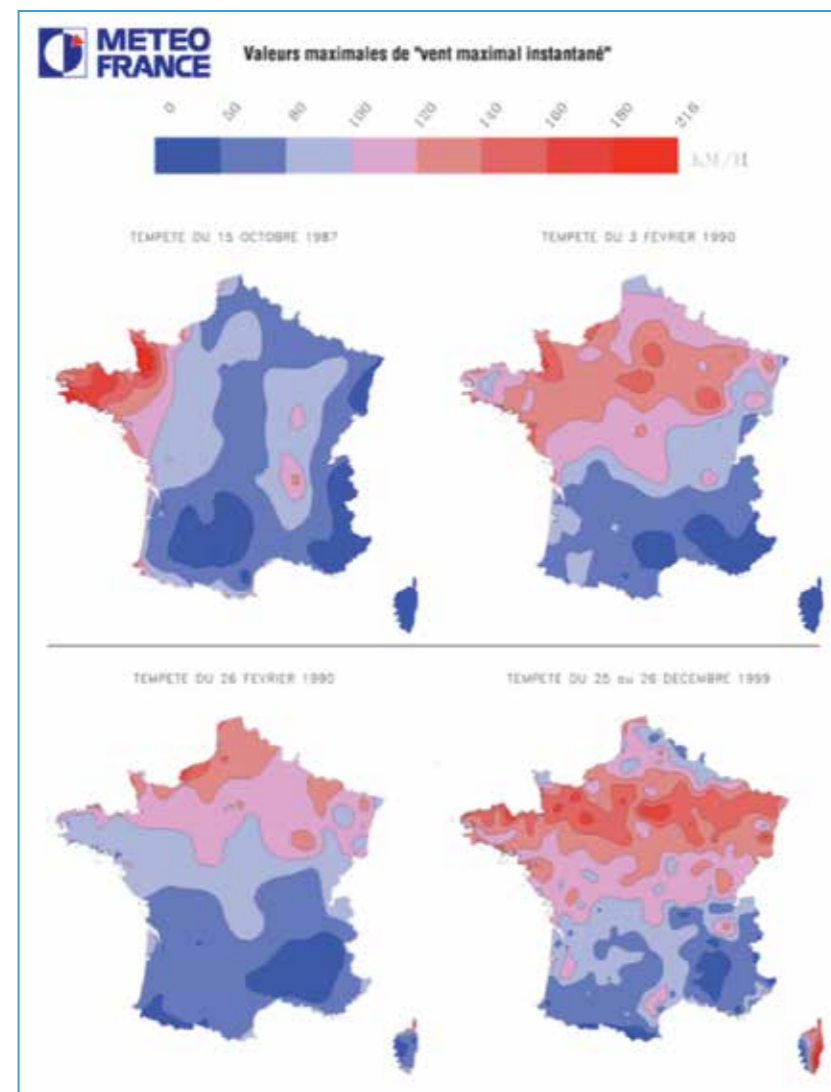 METEO
FRANCE
Valeurs maximales de "vent maximal instantané"
0 50 80 100 120 140 160 180 216
KM/H
TEMPETE DU 15 OCTOBRE 1987
TEMPETE DU 3 FEVRIER 1990
TEMPETE DU 26 FEVRIER 1990
TEMPETE DU 25 au 26 DECEMBRE 1999